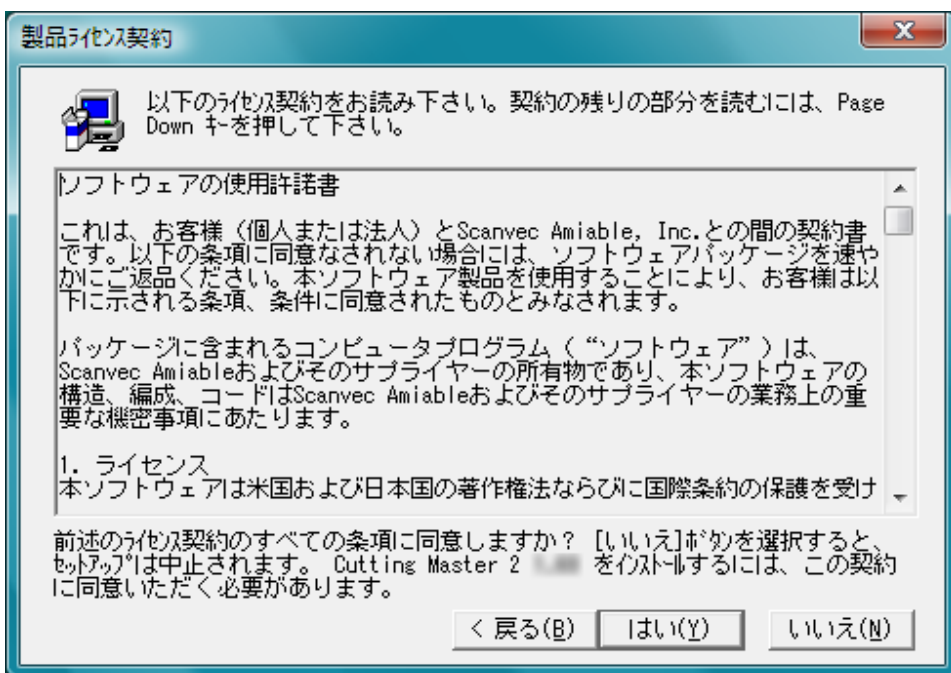 製品ライセンス契約
以下のライセンス契約をお読み下さい。契約の残りの部分を読むには、Page
Down キーを押して下さい。
ソフトウェアの使用許諾書
これは、お客様（個人または法人）とScanvec Amiable, Inc.との間の契約書
です。以下の条項に同意なされない場合には、ソフトウェアパッケージを速や
かにご返品ください。本ソフトウェア製品を使用することにより、お客様は以
下に示される条項、条件に同意されたものとみなされます。
パッケージに含まれるコンピュータプログラム（ “ソフトウェア” ）は、
Scanvec Amiableおよびそのサプライヤーの所有物であり、本ソフトウェアの
構造、編成、コードはScanvec Amiableおよびそのサプライヤーの業務上の重
要な機密事項にあたります。
1. ライセンス
本ソフトウェアは米国および日本国の著作権法ならびに国際条約の保護を受け
前述のライセンス契約のすべての条項に同意しますか？ [いいえ]ボタンを選択すると、
セットアップは中止されます。 Cutting Master 2 をインストールするには、この契約
に同意いただく必要があります。
< 戻る(B) はい(Y) いいえ(N)